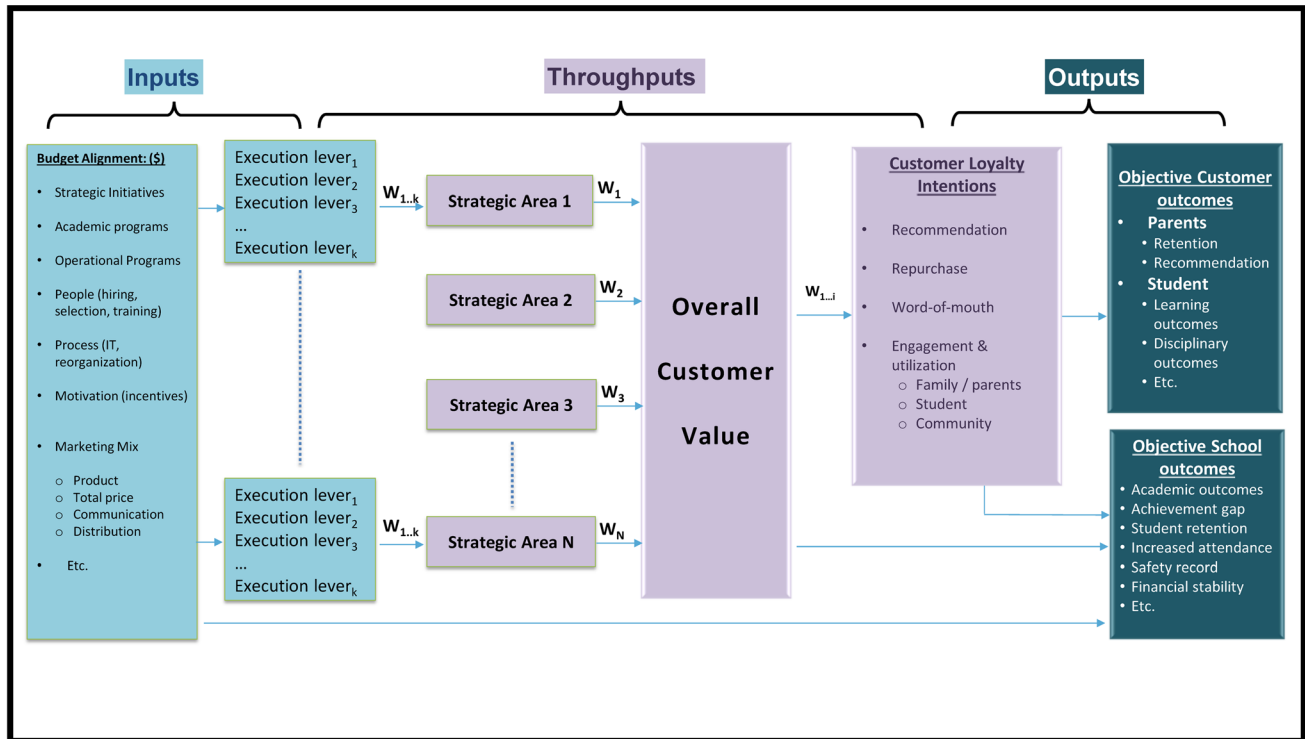 Inputs
Throughputs
Outputs
Budget Alignment: ($)
• Strategic Initiatives
• Academic programs
• Operational Programs
• People (hiring,
selection, training)
• Process (IT,
reorganization)
• Motivation (incentives)
• Marketing Mix
o Product
o Total price
o Communication
o Distribution
• Etc.
Execution lever₁
Execution lever₂
Execution lever₃
...
Execution leverₖ
W₁..ₖ
Execution lever₁
Execution lever₂
Execution lever₃
...
Execution leverₖ
W₁..ₖ
Strategic Area 1
W₁
Strategic Area 2
W₂
Strategic Area 3
W₃
Strategic Area N
W_N
Overall
Customer
Value
W₁...ᵢ
Customer Loyalty
Intentions
• Recommendation
• Repurchase
• Word-of-mouth
• Engagement &
utilization
o Family / parents
o Student
o Community
Objective Customer
outcomes
• Parents
• Retention
• Recommendation
• Student
• Learning
outcomes
• Disciplinary
outcomes
• Etc.
Objective School
outcomes
• Academic outcomes
• Achievement gap
• Student retention
• Increased attendance
• Safety record
• Financial stability
• Etc.